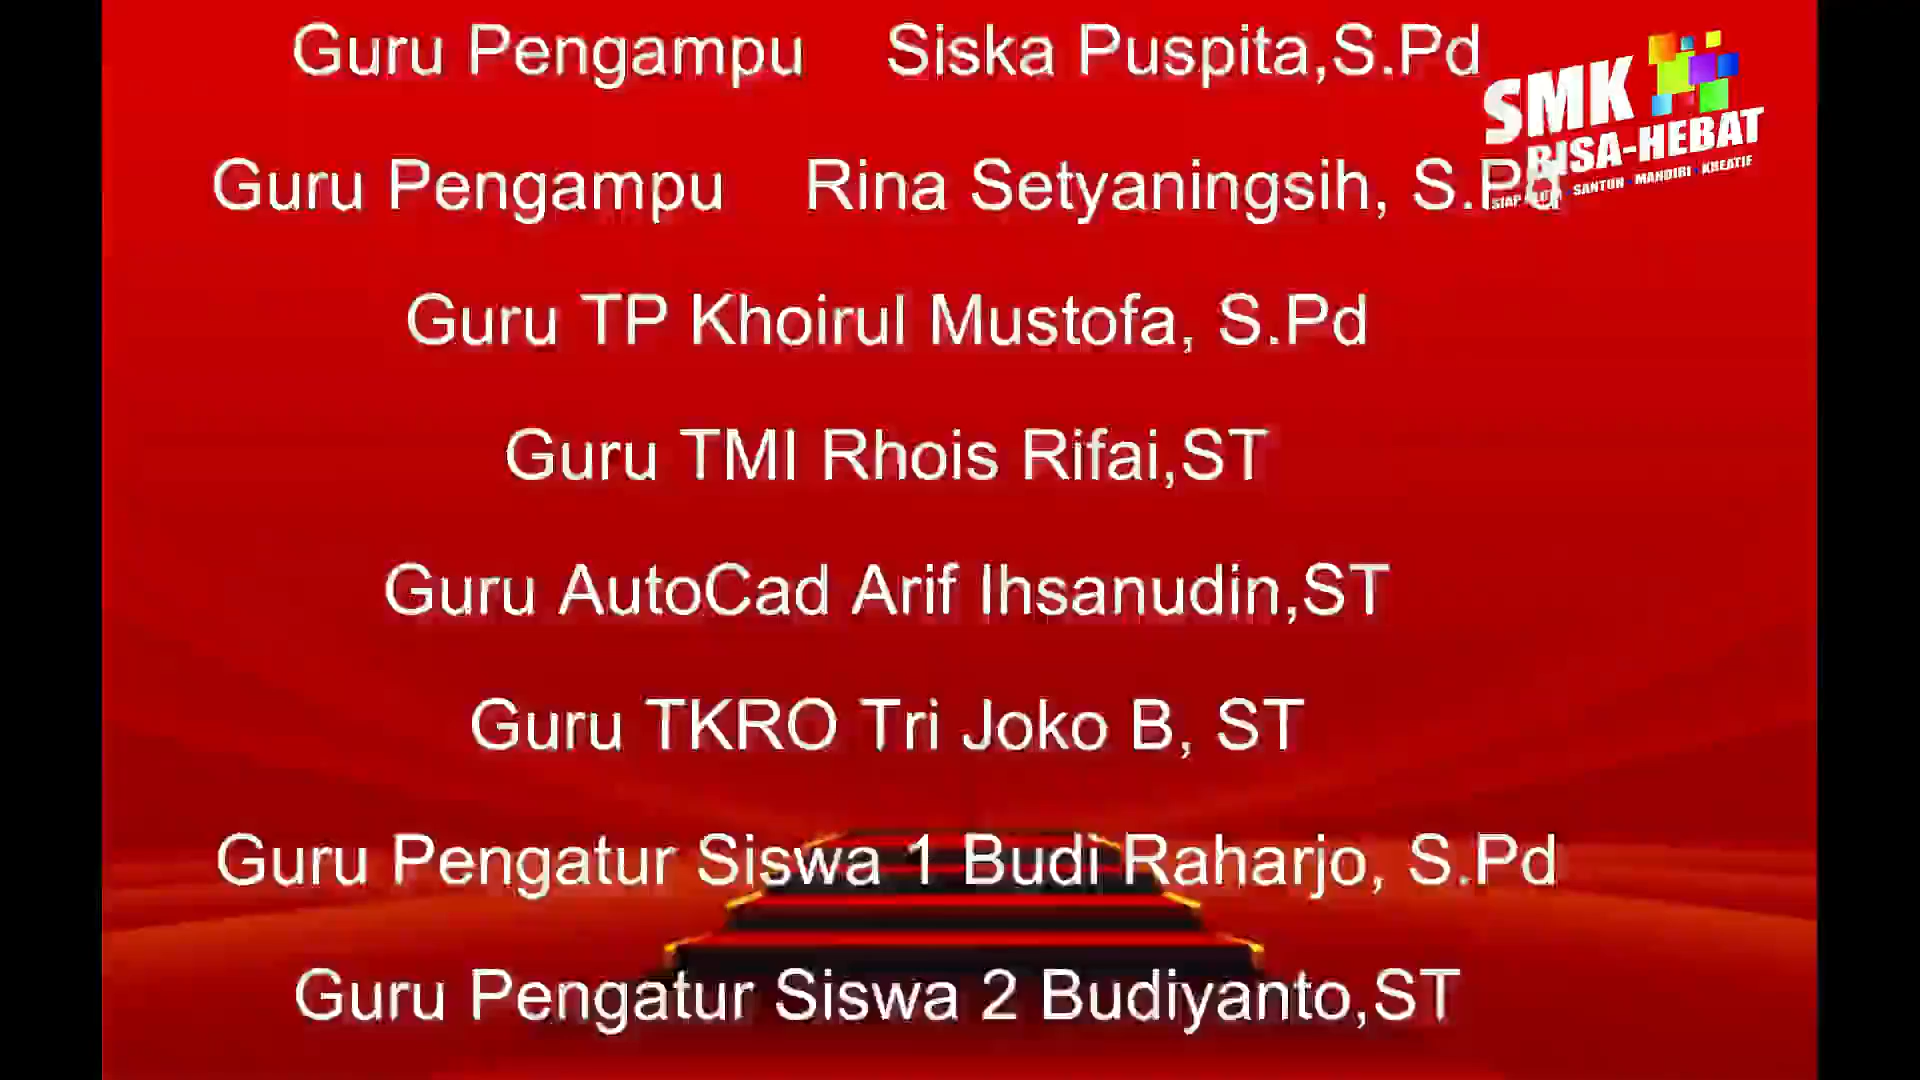 Guru Pengampu Siska Puspita,S.Pd
SMK
BISA-HEBAT
SANTUN • MANDIRI • KREATIF
Guru Pengampu Rina Setyaningsih, S.Pd
Guru TP Khoirul Mustofa, S.Pd
Guru TMI Rhois Rifai,ST
Guru AutoCad Arif Ihsanudin,ST
Guru TKRO Tri Joko B, ST
Guru Pengatur Siswa 1 Budi Raharjo, S.Pd
Guru Pengatur Siswa 2 Budiyanto,ST